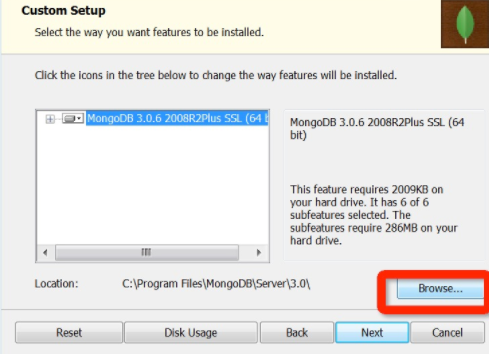 Custom Setup
Select the way you want features to be installed.
Click the icons in the tree below to change the way features will be installed.
MongoDB 3.0.6 2008R2Plus SSL (64 b
MongoDB 3.0.6 2008R2Plus SSL (64
bit)
This feature requires 2009KB on
your hard drive. It has 6 of 6
subfeatures selected. The
subfeatures require 286MB on your
hard drive.
Location: C:\Program Files\MongoDB\Server\3.0\
Browse...
Reset Disk Usage Back Next Cancel